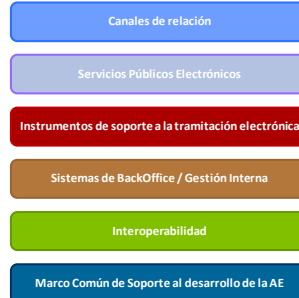 Canales de relación
Servicios Públicos Electrónicos
Instrumentos de soporte a la tramitación electrónica
Sistemas de BackOffice / Gestión Interna
Interoperabilidad
Marco Común de Soporte al desarrollo de la AE